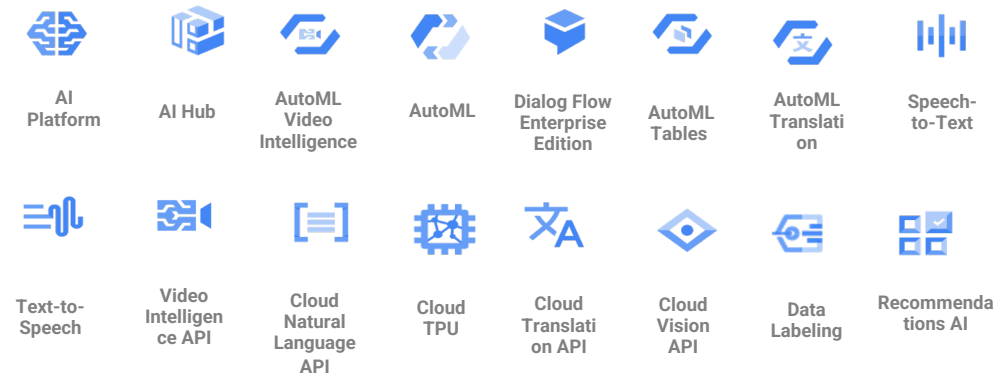 AI
Platform
AI Hub
AutoML
Video
Intelligence
AutoML
Dialog Flow
Enterprise
Edition
AutoML
Tables
AutoML
Translati
on
Speech-
to-Text
Text-to-
Speech
Video
Intelligen
ce API
Cloud
Natural
Language
API
Cloud
TPU
Cloud
Translati
on API
Cloud
Vision
API
Data
Labeling
Recommenda
tions AI